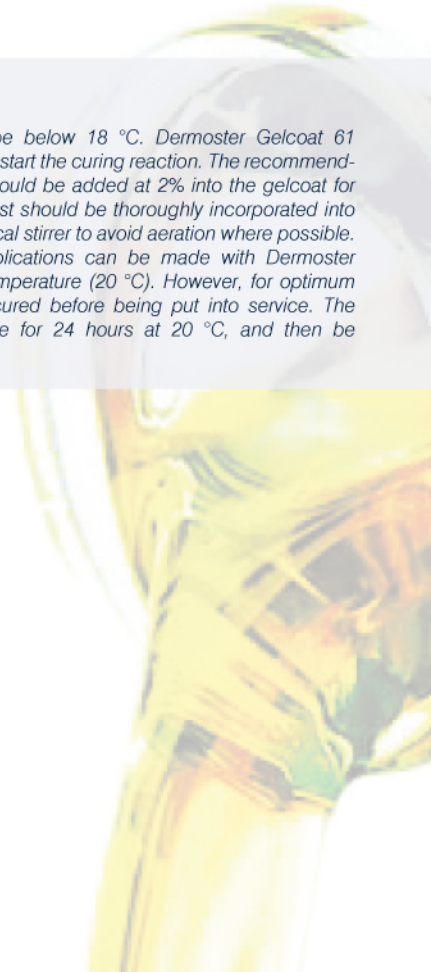 be below 18 °C. Dermoster Gelcoat 61
start the curing reaction. The recommend-
ould be added at 2% into the gelcoat for
st should be thoroughly incorporated into
cal stirrer to avoid aeration where possible.
plications can be made with Dermoster
mperature (20 °C). However, for optimum
cured before being put into service. The
e for 24 hours at 20 °C, and then be